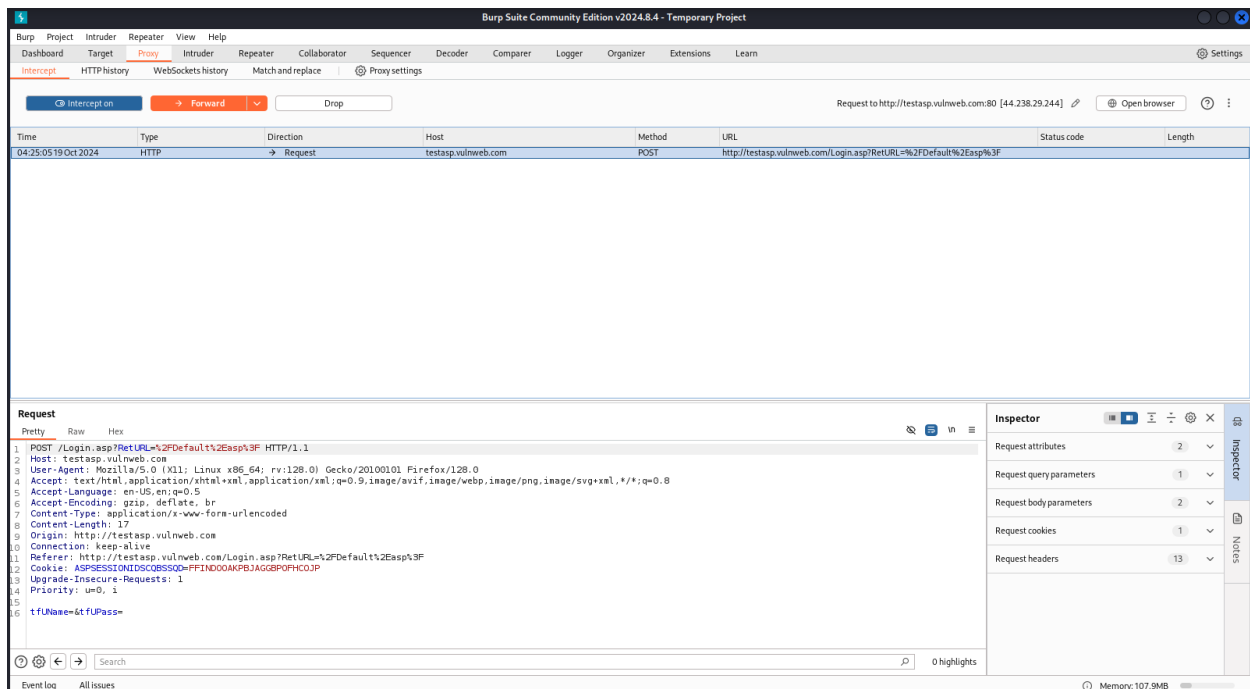 Burp Suite Community Edition v2024.8.4 - Temporary Project
Burp Project Intruder Repeater View Help
Dashboard Target Proxy Intruder Repeater Collaborator Sequencer Decoder Comparer Logger Organizer Extensions Learn Settings
Intercept HTTP history WebSockets history Match and replace Proxy settings
Intercept on → Forward Drop Request to http://testasp.vulnweb.com:80 [44.238.29.244] Open browser
Time Type Direction Host Method URL Status code Length
04:25:05 19 Oct 2024 HTTP → Request testasp.vulnweb.com POST http://testasp.vulnweb.com/Login.asp?RetURL=%2FDefault%2Easp%3F
Request
Pretty Raw Hex \n
1 POST /Login.asp?RetURL=%2FDefault%2Easp%3F HTTP/1.1
2 Host: testasp.vulnweb.com
3 User-Agent: Mozilla/5.0 (X11; Linux x86_64; rv:128.0) Gecko/20100101 Firefox/128.0
4 Accept: text/html,application/xhtml+xml,application/xml;q=0.9,image/avif,image/webp,image/png,image/svg+xml,*/*;q=0.8
5 Accept-Language: en-US,en;q=0.5
6 Accept-Encoding: gzip, deflate, br
7 Content-Type: application/x-www-form-urlencoded
8 Content-Length: 17
9 Origin: http://testasp.vulnweb.com
10 Connection: keep-alive
11 Referer: http://testasp.vulnweb.com/Login.asp?RetURL=%2FDefault%2Easp%3F
12 Cookie: ASPSESSIONIDSCQBSSQD=FFINDOOAKPBJAGGBPOFHCOJP
13 Upgrade-Insecure-Requests: 1
14 Priority: u=0, i
15
16 tfUName=&tfUPass=
Search 0 highlights
Inspector
Request attributes 2
Request query parameters 1
Request body parameters 2
Request cookies 1
Request headers 13
Inspector
Notes
Event log All issues Memory: 107.9MB